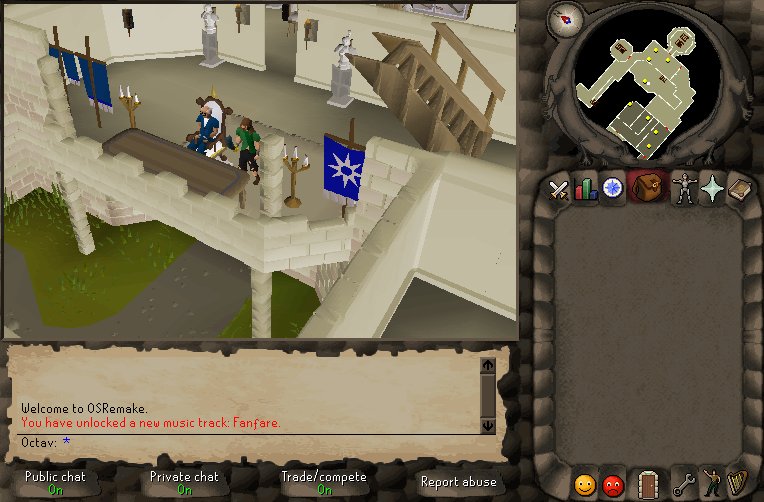 Welcome to OSRemake.
You have unlocked a new music track: Fanfare.
Octav: *
Public chat
On
Private chat
On
Trade/compete
On
Report abuse